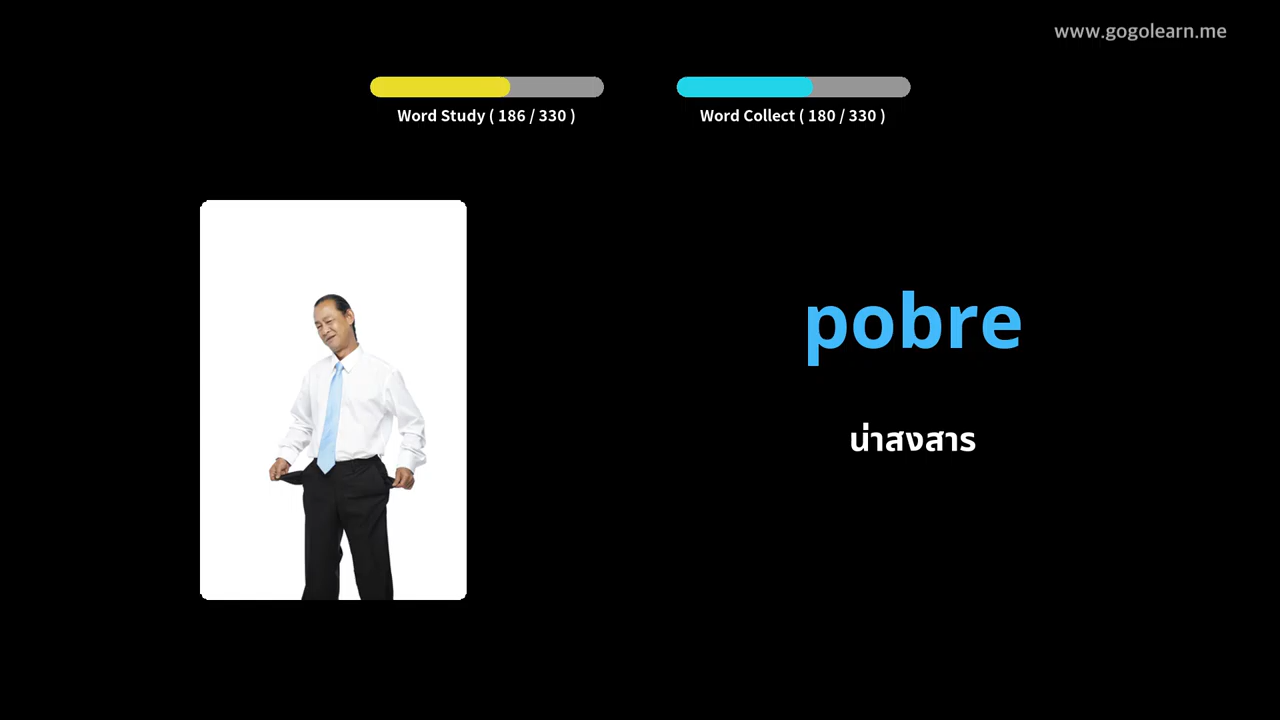 www.gogolearn.me
Word Study ( 186 / 330 )
Word Collect ( 180 / 330 )
pobre
น่าสงสาร